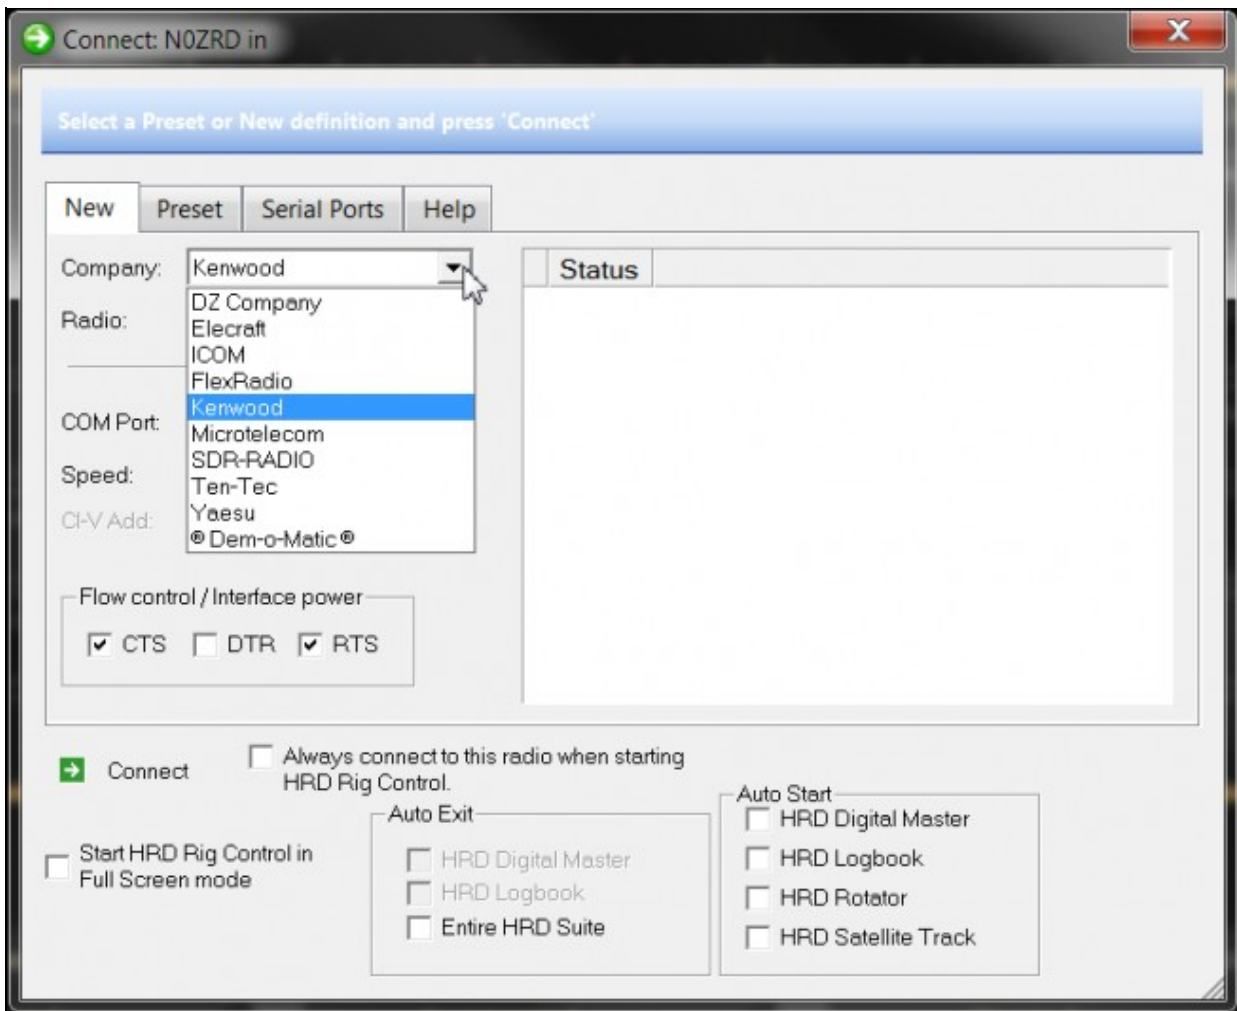 Connect: N0ZRD in
X
Select a Preset or New definition and press 'Connect'
New Preset Serial Ports Help
Company: Kenwood
Status
Radio:
DZ Company
Elecraft
ICOM
FlexRadio
Kenwood
Microtelecom
SDR-RADIO
Ten-Tec
Yaesu
® Dem-o-Matic ®
COM Port:
Speed:
CI-V Add:
Flow control / Interface power
CTS DTR RTS
Connect
Always connect to this radio when starting
HRD Rig Control.
Start HRD Rig Control in
Full Screen mode
Auto Exit
HRD Digital Master
HRD Logbook
Entire HRD Suite
Auto Start
HRD Digital Master
HRD Logbook
HRD Rotator
HRD Satellite Track